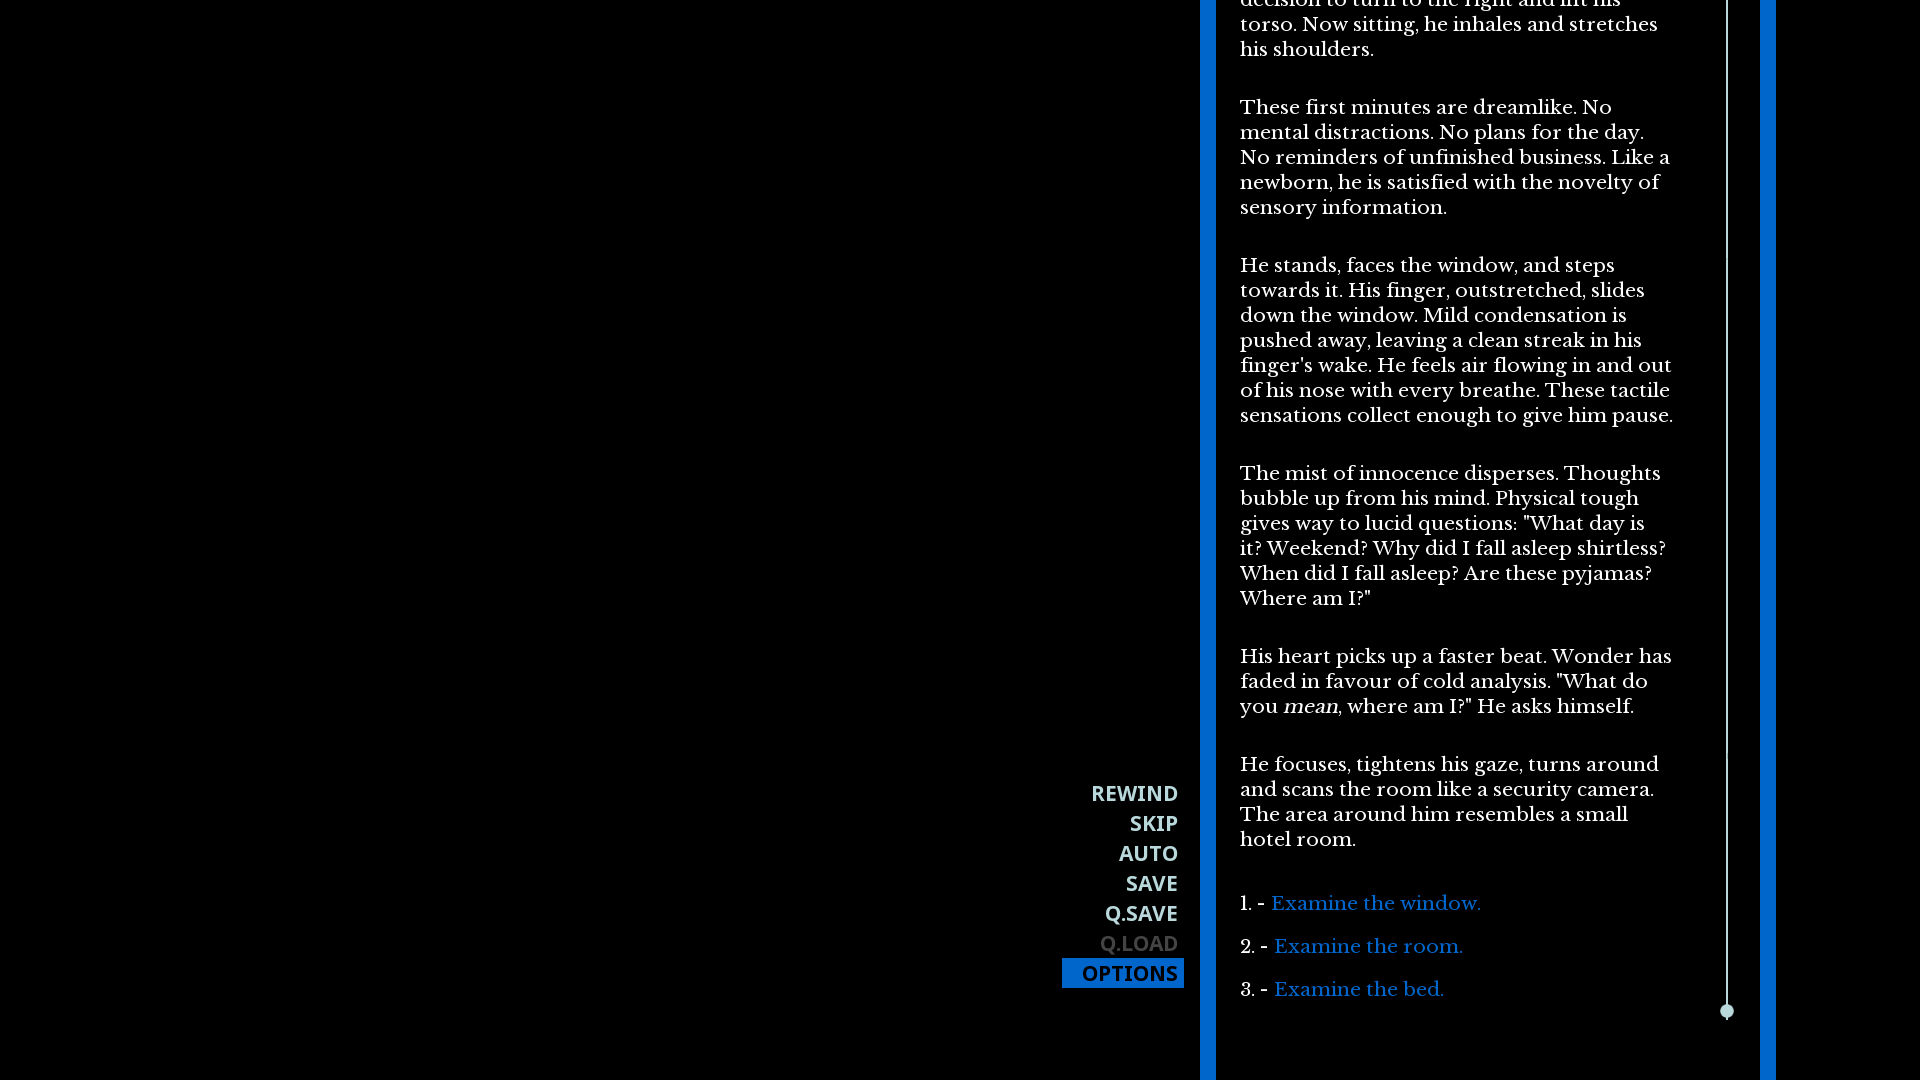 decision to turn to the right and lift his
torso. Now sitting, he inhales and stretches
his shoulders.
These first minutes are dreamlike. No
mental distractions. No plans for the day.
No reminders of unfinished business. Like a
newborn, he is satisfied with the novelty of
sensory information.
He stands, faces the window, and steps
towards it. His finger, outstretched, slides
down the window. Mild condensation is
pushed away, leaving a clean streak in his
finger's wake. He feels air flowing in and out
of his nose with every breathe. These tactile
sensations collect enough to give him pause.
The mist of innocence disperses. Thoughts
bubble up from his mind. Physical tough
gives way to lucid questions: "What day is
it? Weekend? Why did I fall asleep shirtless?
When did I fall asleep? Are these pyjamas?
Where am I?"
His heart picks up a faster beat. Wonder has
faded in favour of cold analysis. "What do
you mean, where am I?" He asks himself.
He focuses, tightens his gaze, turns around
and scans the room like a security camera.
The area around him resembles a small
hotel room.
1. - Examine the window.
2. - Examine the room.
3. - Examine the bed.
REWIND
SKIP
AUTO
SAVE
Q.SAVE
Q.LOAD
OPTIONS